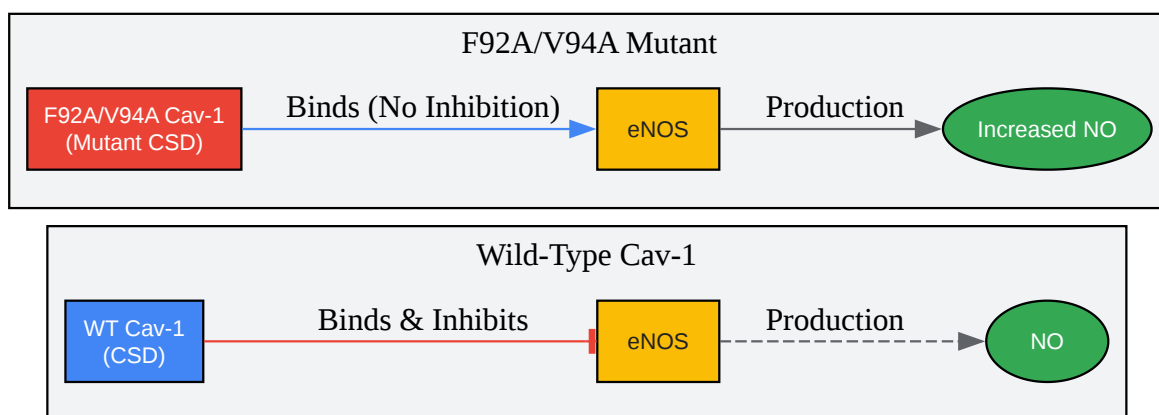 F92A/V94A Mutant
F92A/V94A Cav-1
(Mutant CSD)
Binds (No Inhibition)
eNOS
Production
Increased NO
Wild-Type Cav-1
WT Cav-1
(CSD)
Binds & Inhibits
eNOS
Production
NO